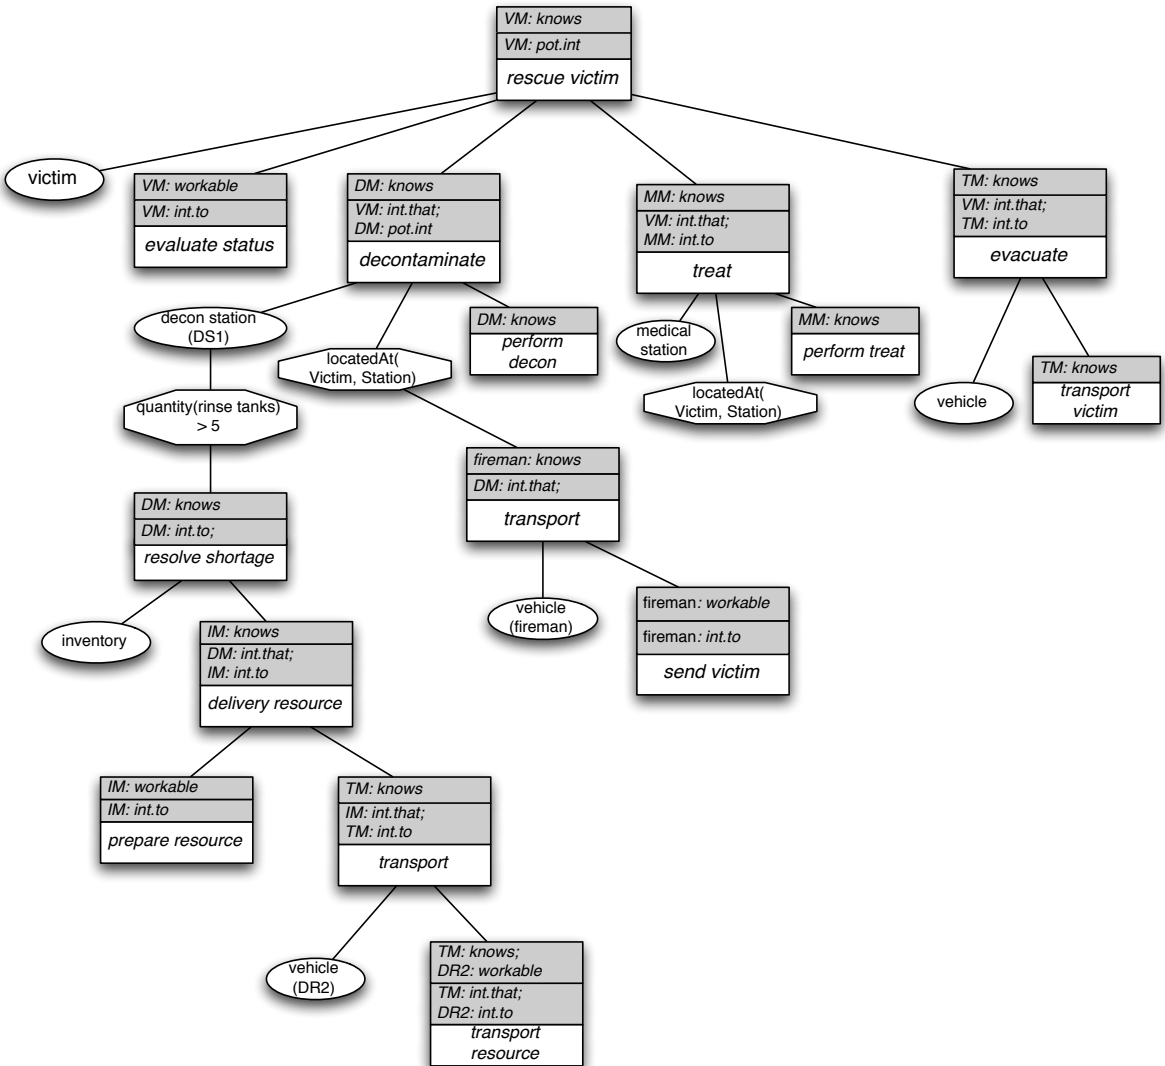 VM: knows
VM: pot.int
rescue victim
victim
VM: workable
VM: int.to
evaluate status
DM: knows
VM: int.that;
DM: pot.int
decontaminate
MM: knows
VM: int.that;
MM: int.to
treat
TM: knows
VM: int.that;
TM: int.to
evacuate
decon station
(DS1)
locatedAt(
Victim, Station)
DM: knows
perform
decon
medical
station
locatedAt(
Victim, Station)
MM: knows
perform treat
vehicle
TM: knows
transport
victim
quantity(rinse tanks)
> 5
DM: knows
DM: int.to;
resolve shortage
fireman: knows
DM: int.that;
transport
inventory
IM: knows
DM: int.that;
IM: int.to
delivery resource
vehicle
(fireman)
fireman: workable
fireman: int.to
send victim
IM: workable
IM: int.to
prepare resource
TM: knows
IM: int.that;
TM: int.to
transport
vehicle
(DR2)
TM: knows;
DR2: workable
TM: int.that;
DR2: int.to
transport
resource